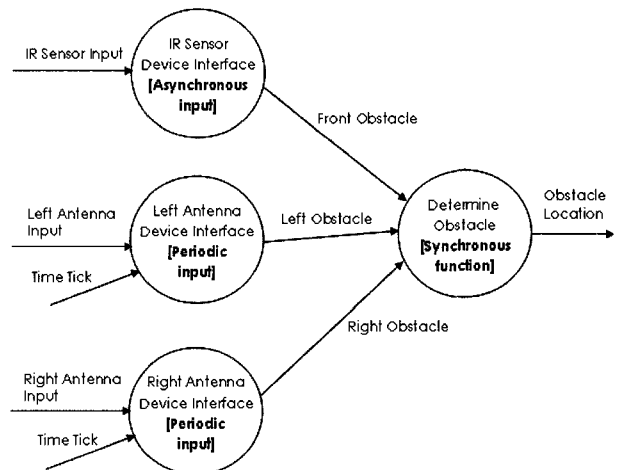 IR Sensor Input
IR Sensor
Device Interface
[Asynchronous
input]
Front Obstacle
Left Antenna
Input
Time Tick
Left Antenna
Device Interface
[Periodic
input]
Left Obstacle
Determine
Obstacle
[Synchronous
function]
Obstacle
Location
Right Obstacle
Right Antenna
Input
Time Tick
Right Antenna
Device Interface
[Periodic
input]